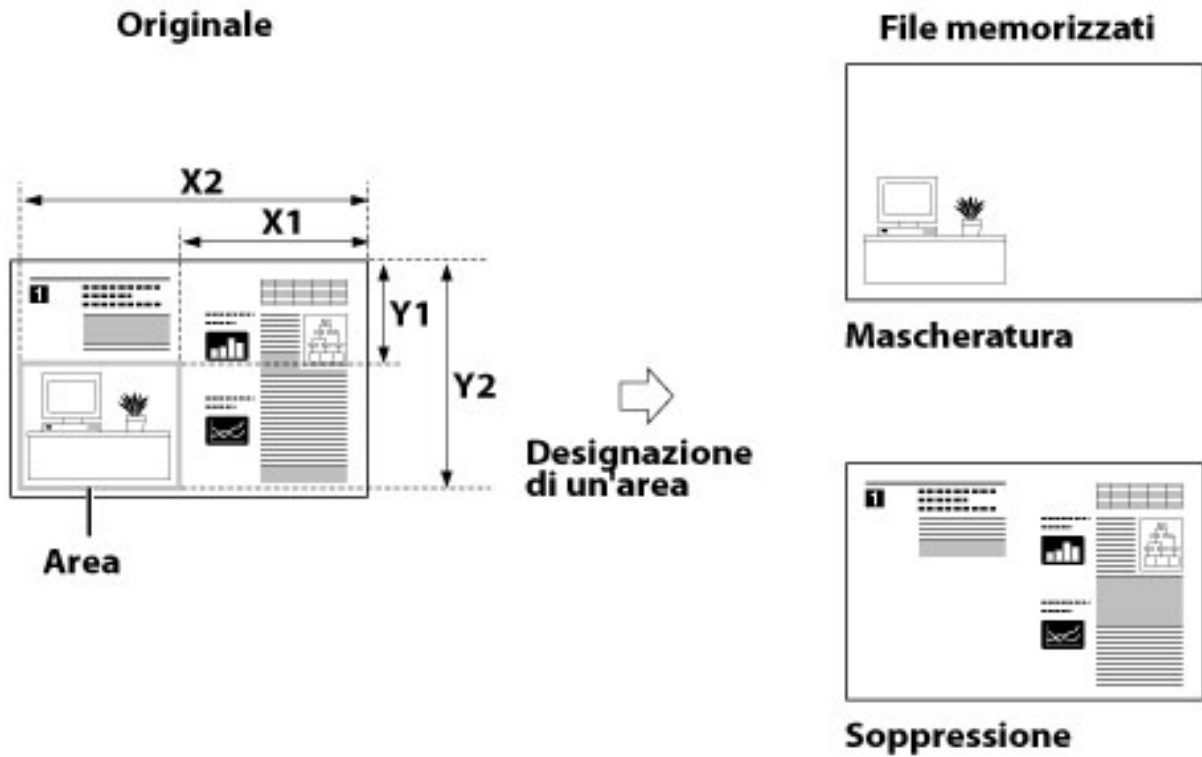 Originale
File memorizzati
X2
X1
Y1
Y2
1
Area
Designazione
di un'area
Mascheratura
1
Soppressione